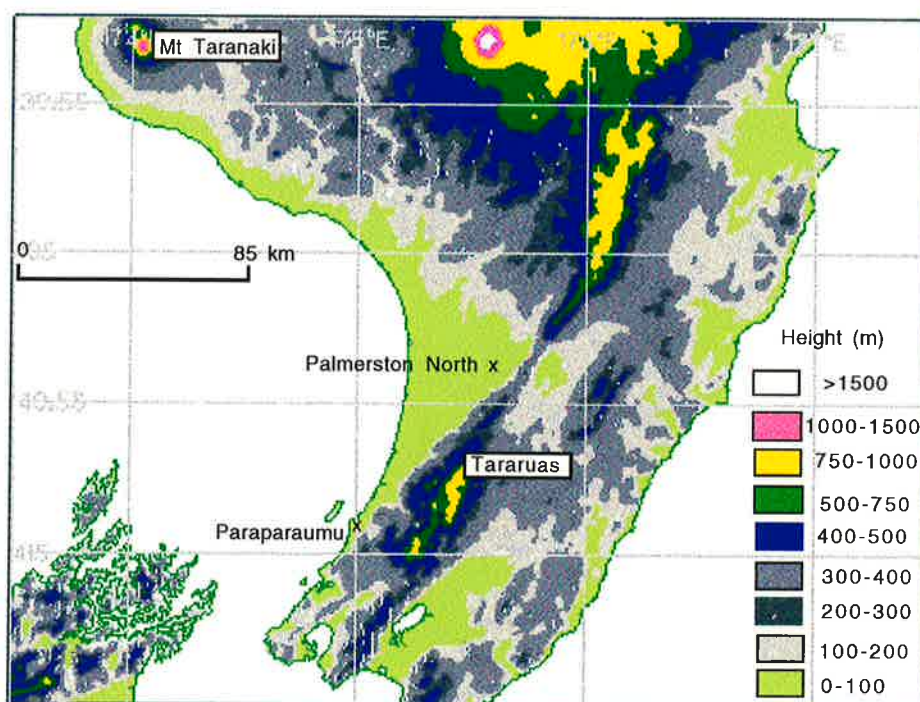 Mt Taranaki
0
85 km
Height (m)
Palmerston North x
>1500
1000-1500
750-1000
Tararuas
500-750
Paraparaumu
x
400-500
300-400
200-300
100-200
0-100